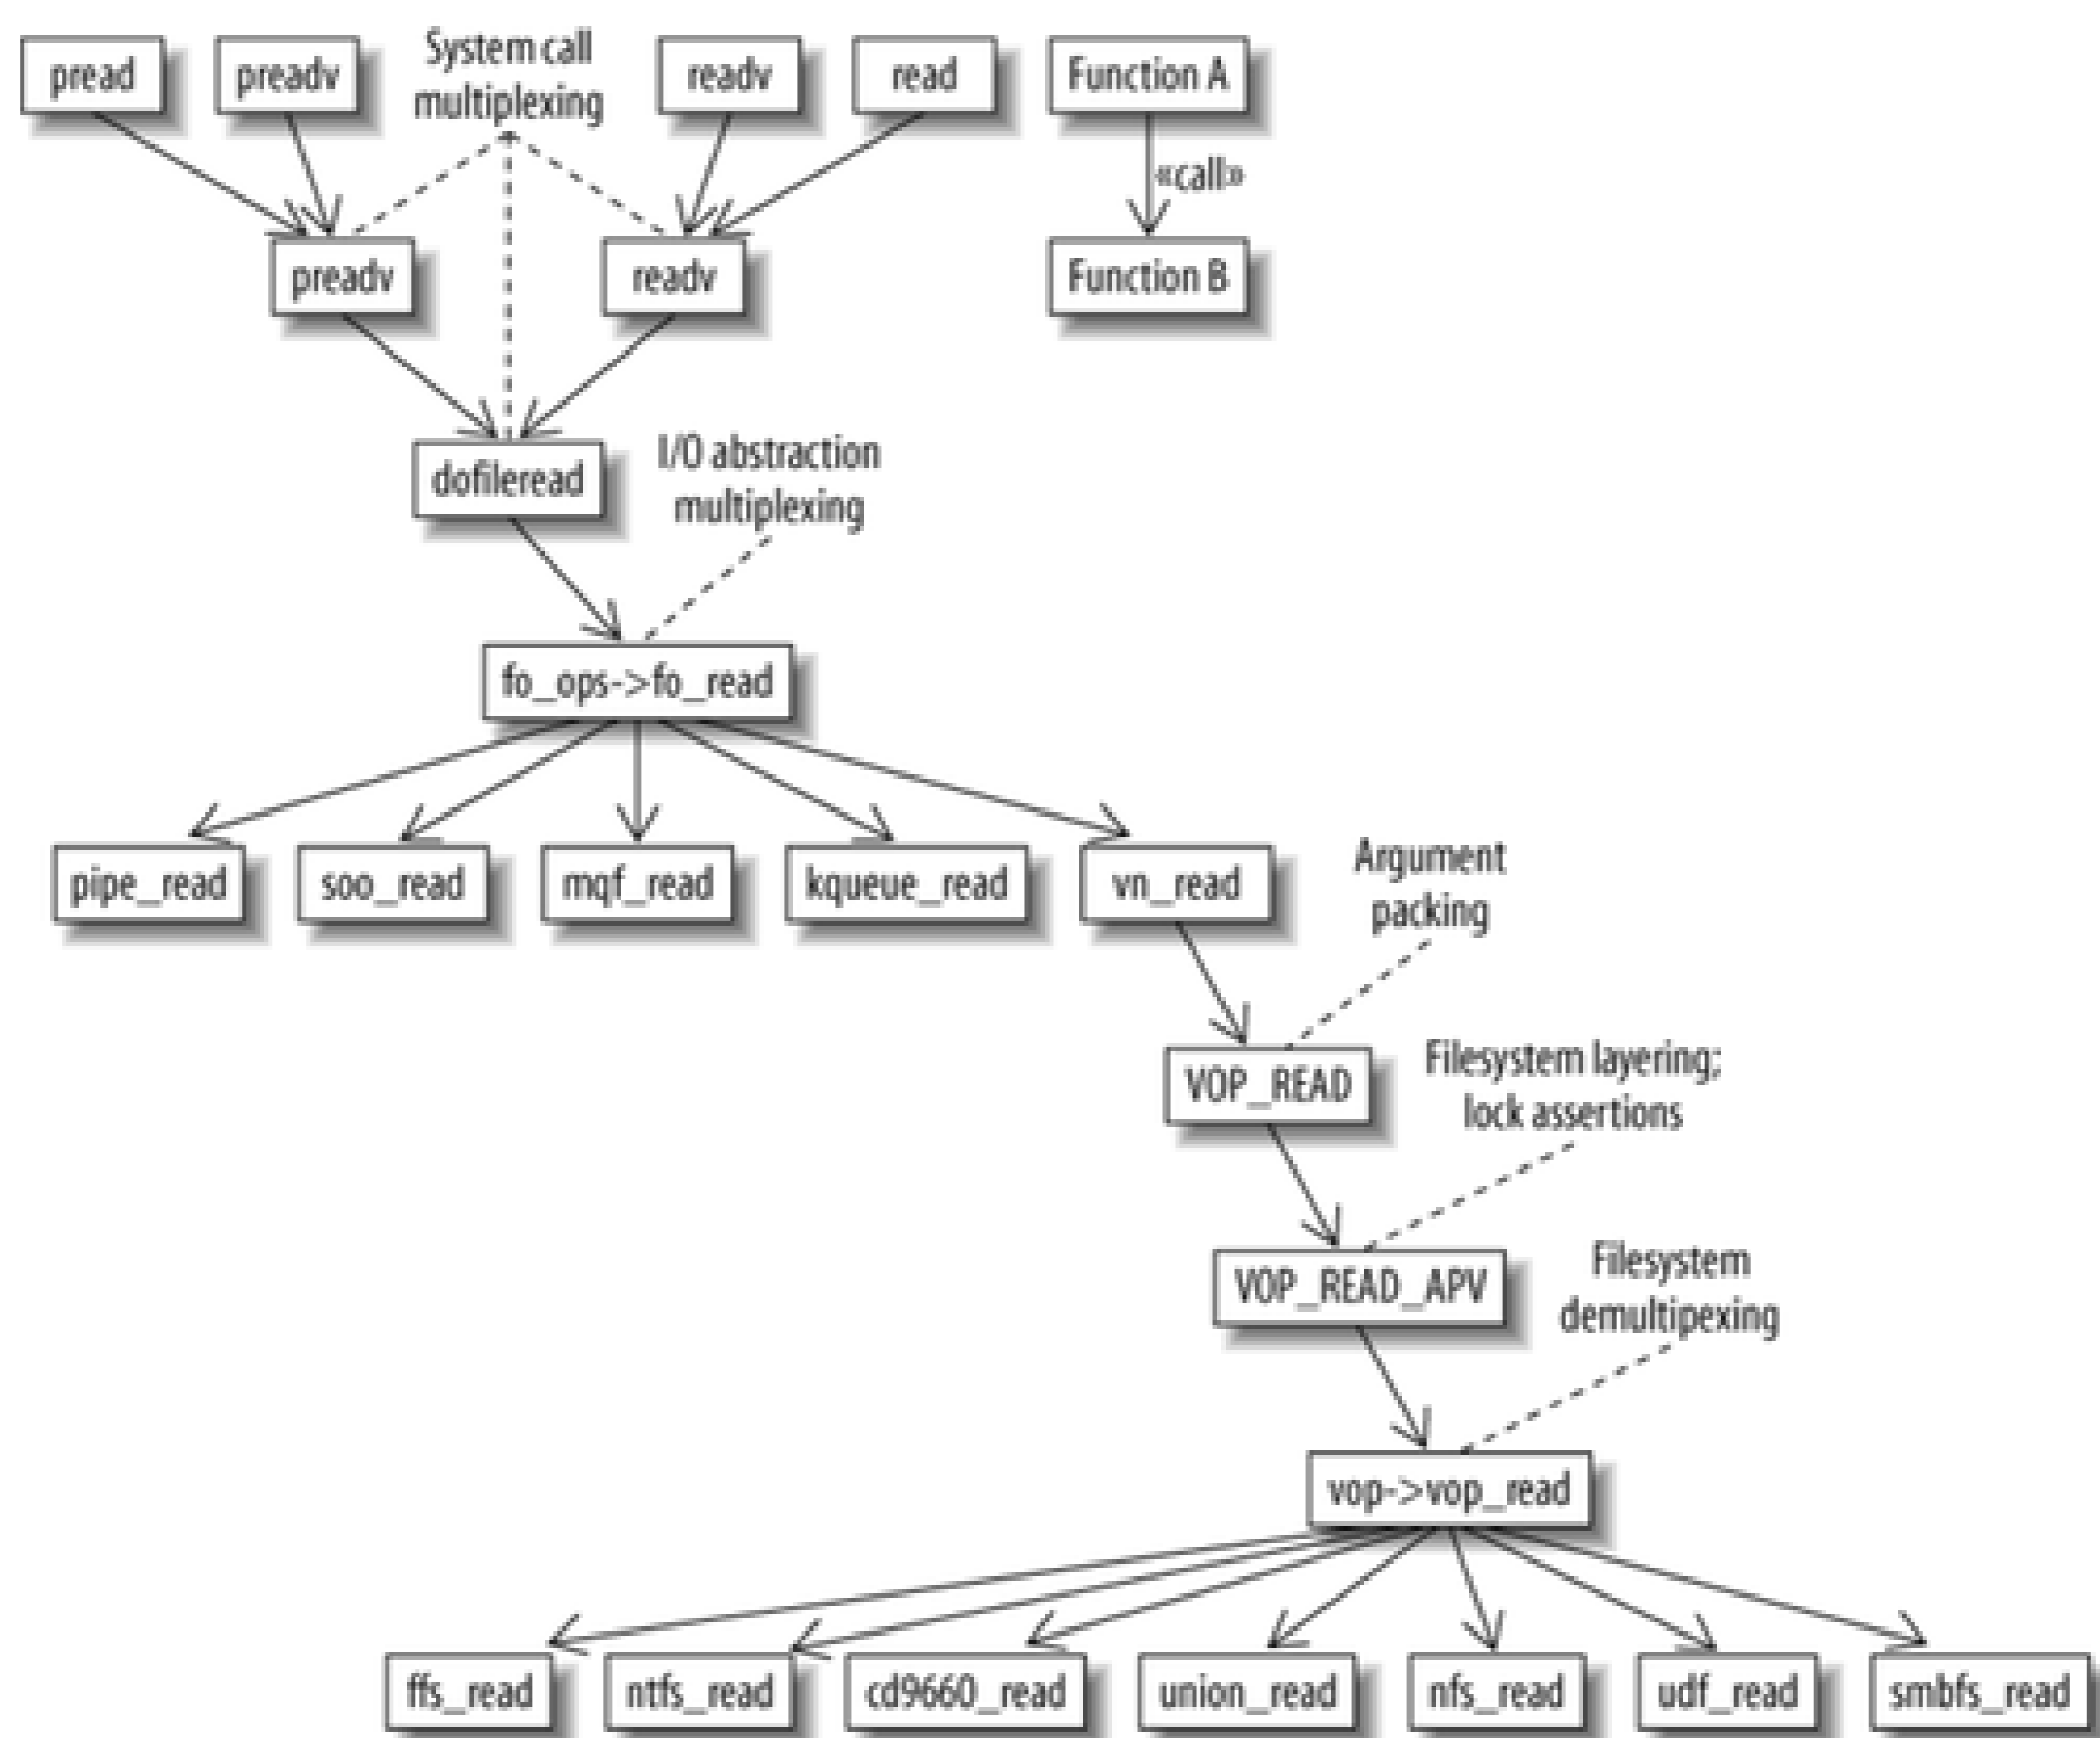 pread
preadv
System call
multiplexing
readv
read
Function A
«call»
preadv
readv
Function B
dofileread
I/O abstraction
multiplexing
fo_ops->fo_read
pipe_read
soo_read
mqf_read
kqueue_read
vn_read
Argument
packing
VOP_READ
Filesystem layering;
lock assertions
VOP_READ_APV
Filesystem
demultipexing
vop->vop_read
ffs_read
ntfs_read
cd9660_read
union_read
nfs_read
udf_read
smbfs_read